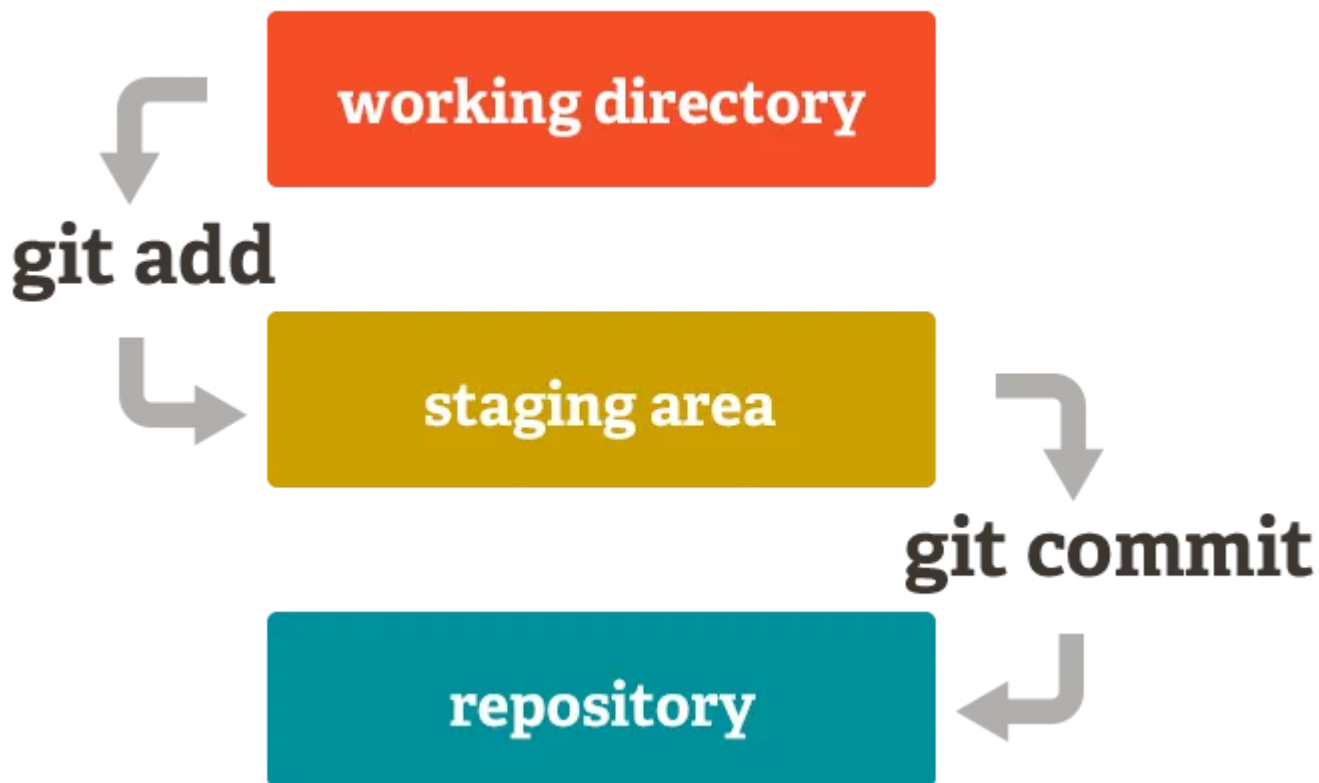 working directory
git add
staging area
git commit
repository